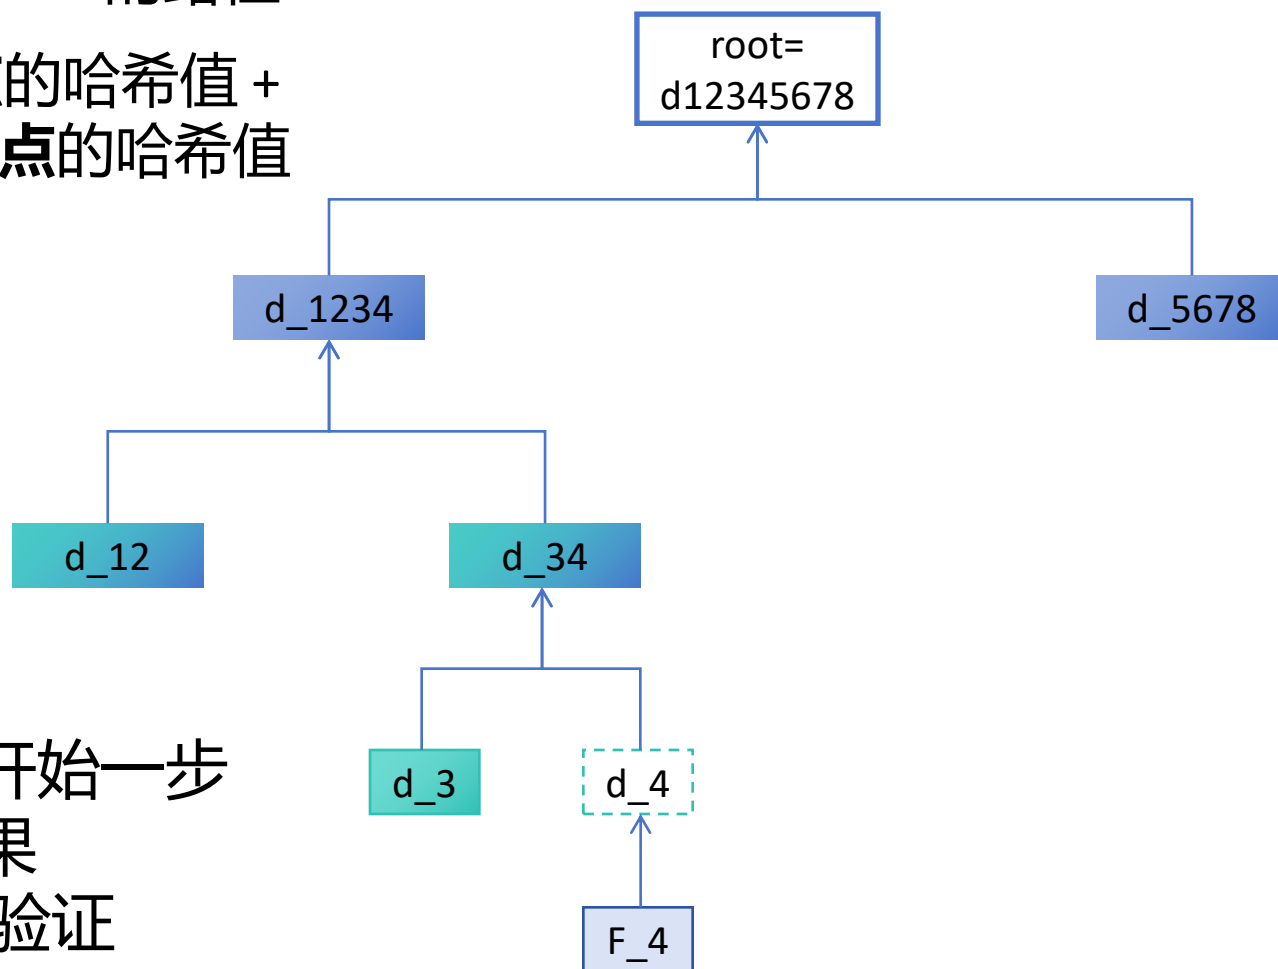 的哈希值 +
点的哈希值
root=
d12345678
d_1234
d_5678
d_12
d_34
开始一步
d_3
d_4
果
验证
F_4